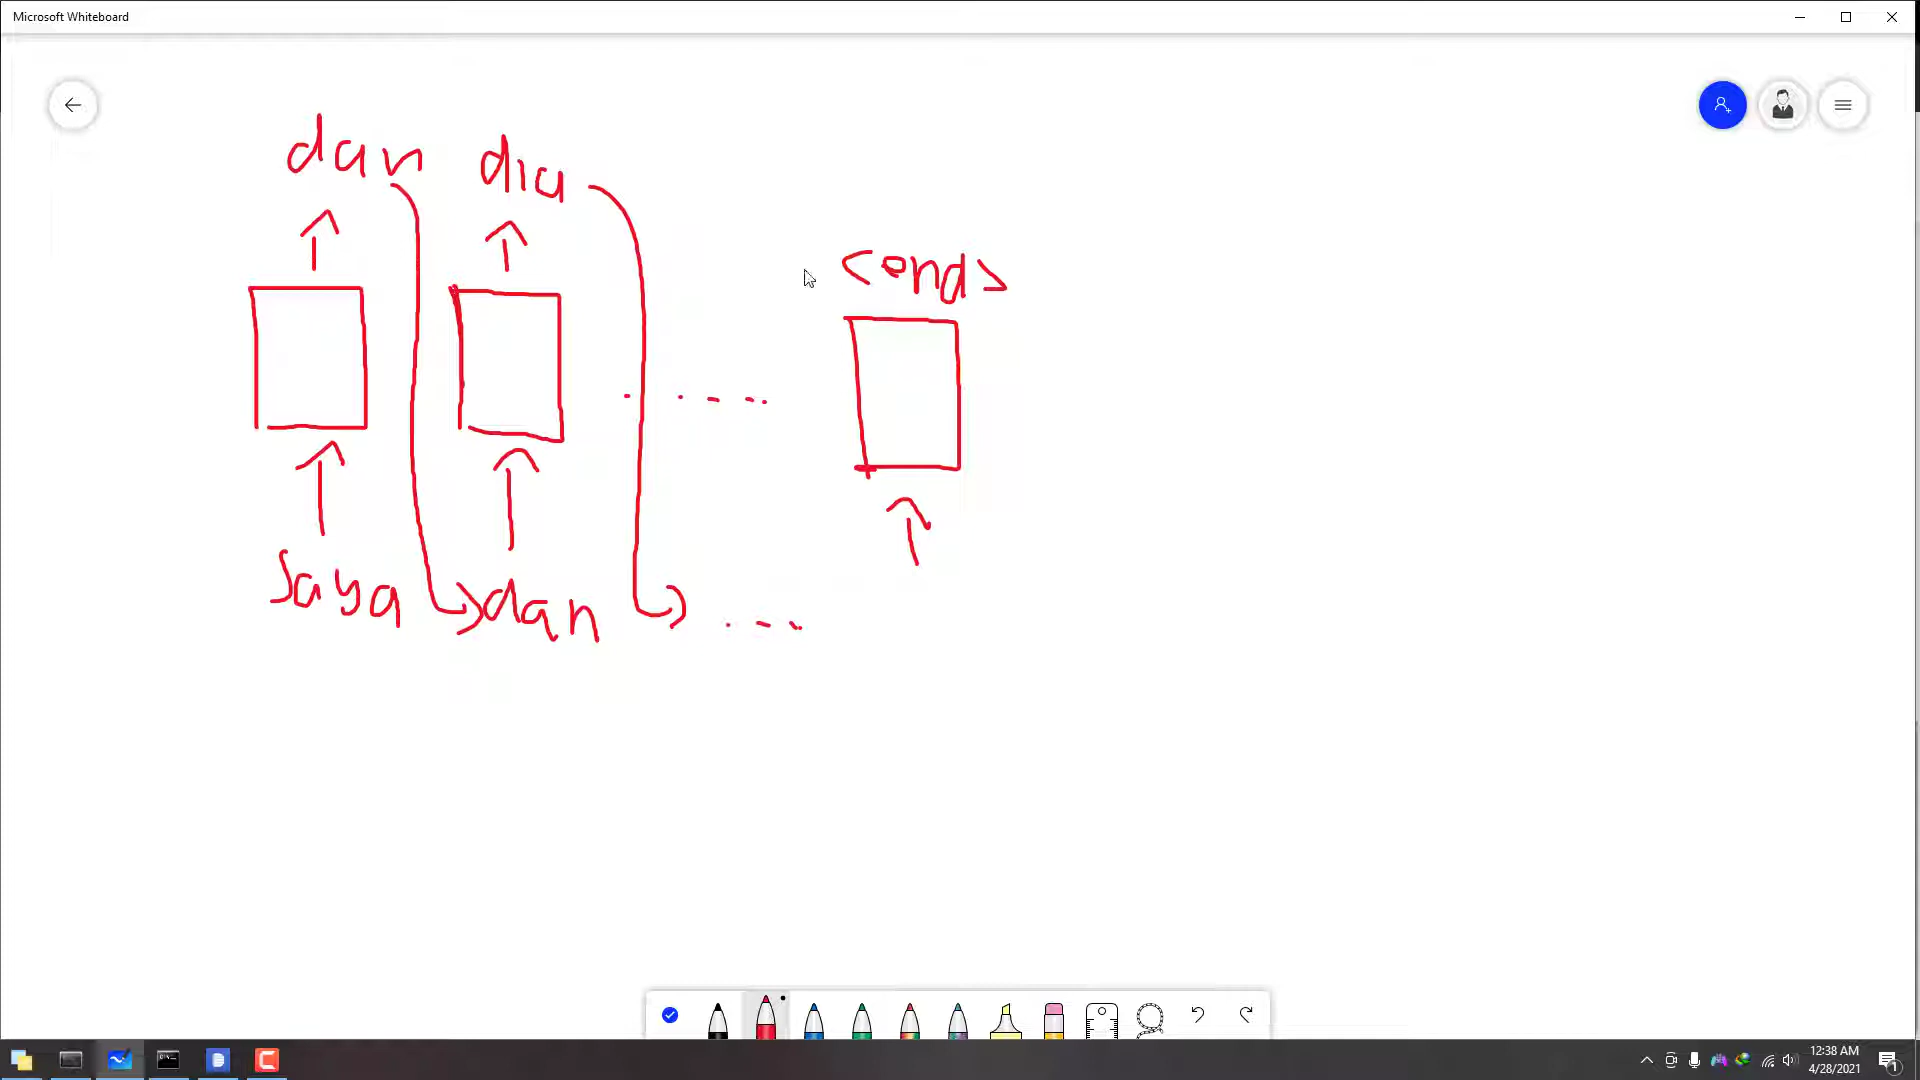 Microsoft Whiteboard
dan dia
<end>
saya dan ....
12:38 AM
4/28/2021